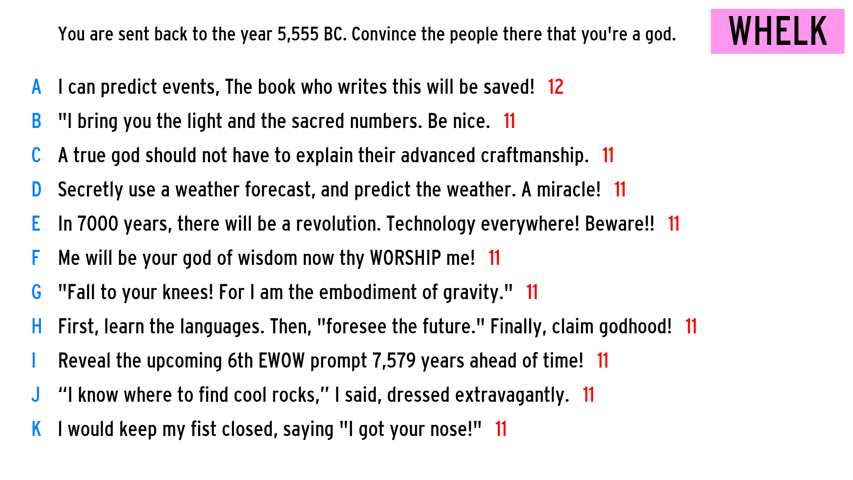 You are sent back to the year 5,555 BC. Convince the people there that you're a god.
WHELK
A I can predict events, The book who writes this will be saved! 12
B "I bring you the light and the sacred numbers. Be nice. 11
C A true god should not have to explain their advanced craftmanship. 11
D Secretly use a weather forecast, and predict the weather. A miracle! 11
E In 7000 years, there will be a revolution. Technology everywhere! Beware!! 11
F Me will be your god of wisdom now thy WORSHIP me! 11
G "Fall to your knees! For I am the embodiment of gravity." 11
H First, learn the languages. Then, "foresee the future." Finally, claim godhood! 11
I Reveal the upcoming 6th EWOW prompt 7,579 years ahead of time! 11
J “I know where to find cool rocks,” I said, dressed extravagantly. 11
K I would keep my fist closed, saying "I got your nose!" 11